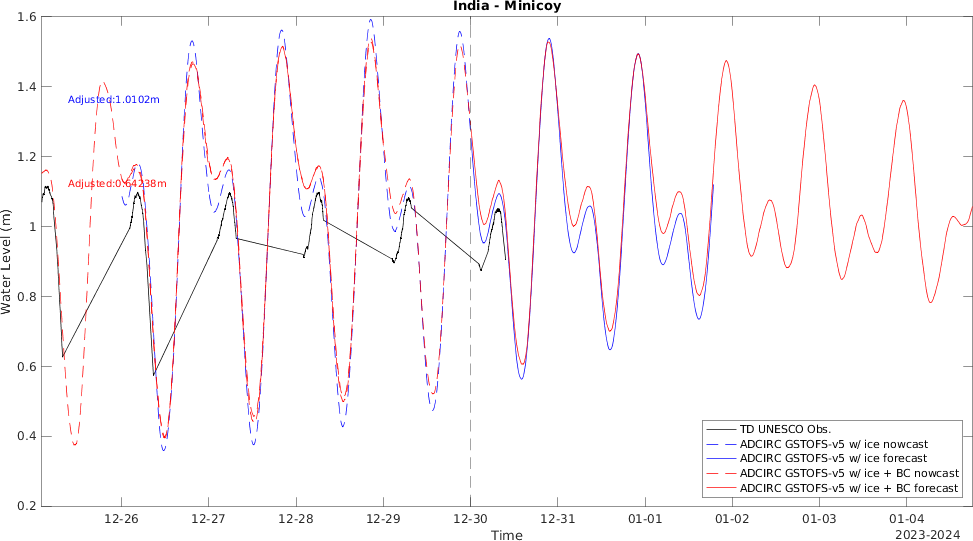 India - Minicoy
1.6
1.4
1.2
1
0.8
0.6
0.4
0.2
Water Level (m)
Adjusted:1.0102m
Adjusted:0.64238m
TD UNESCO Obs.
ADCIRC GSTOFS-v5 w/ ice nowcast
ADCIRC GSTOFS-v5 w/ ice forecast
ADCIRC GSTOFS-v5 w/ ice + BC nowcast
ADCIRC GSTOFS-v5 w/ ice + BC forecast
12-26 12-27 12-28 12-29 12-30 12-31 01-01 01-02 01-03 01-04
Time
2023-2024